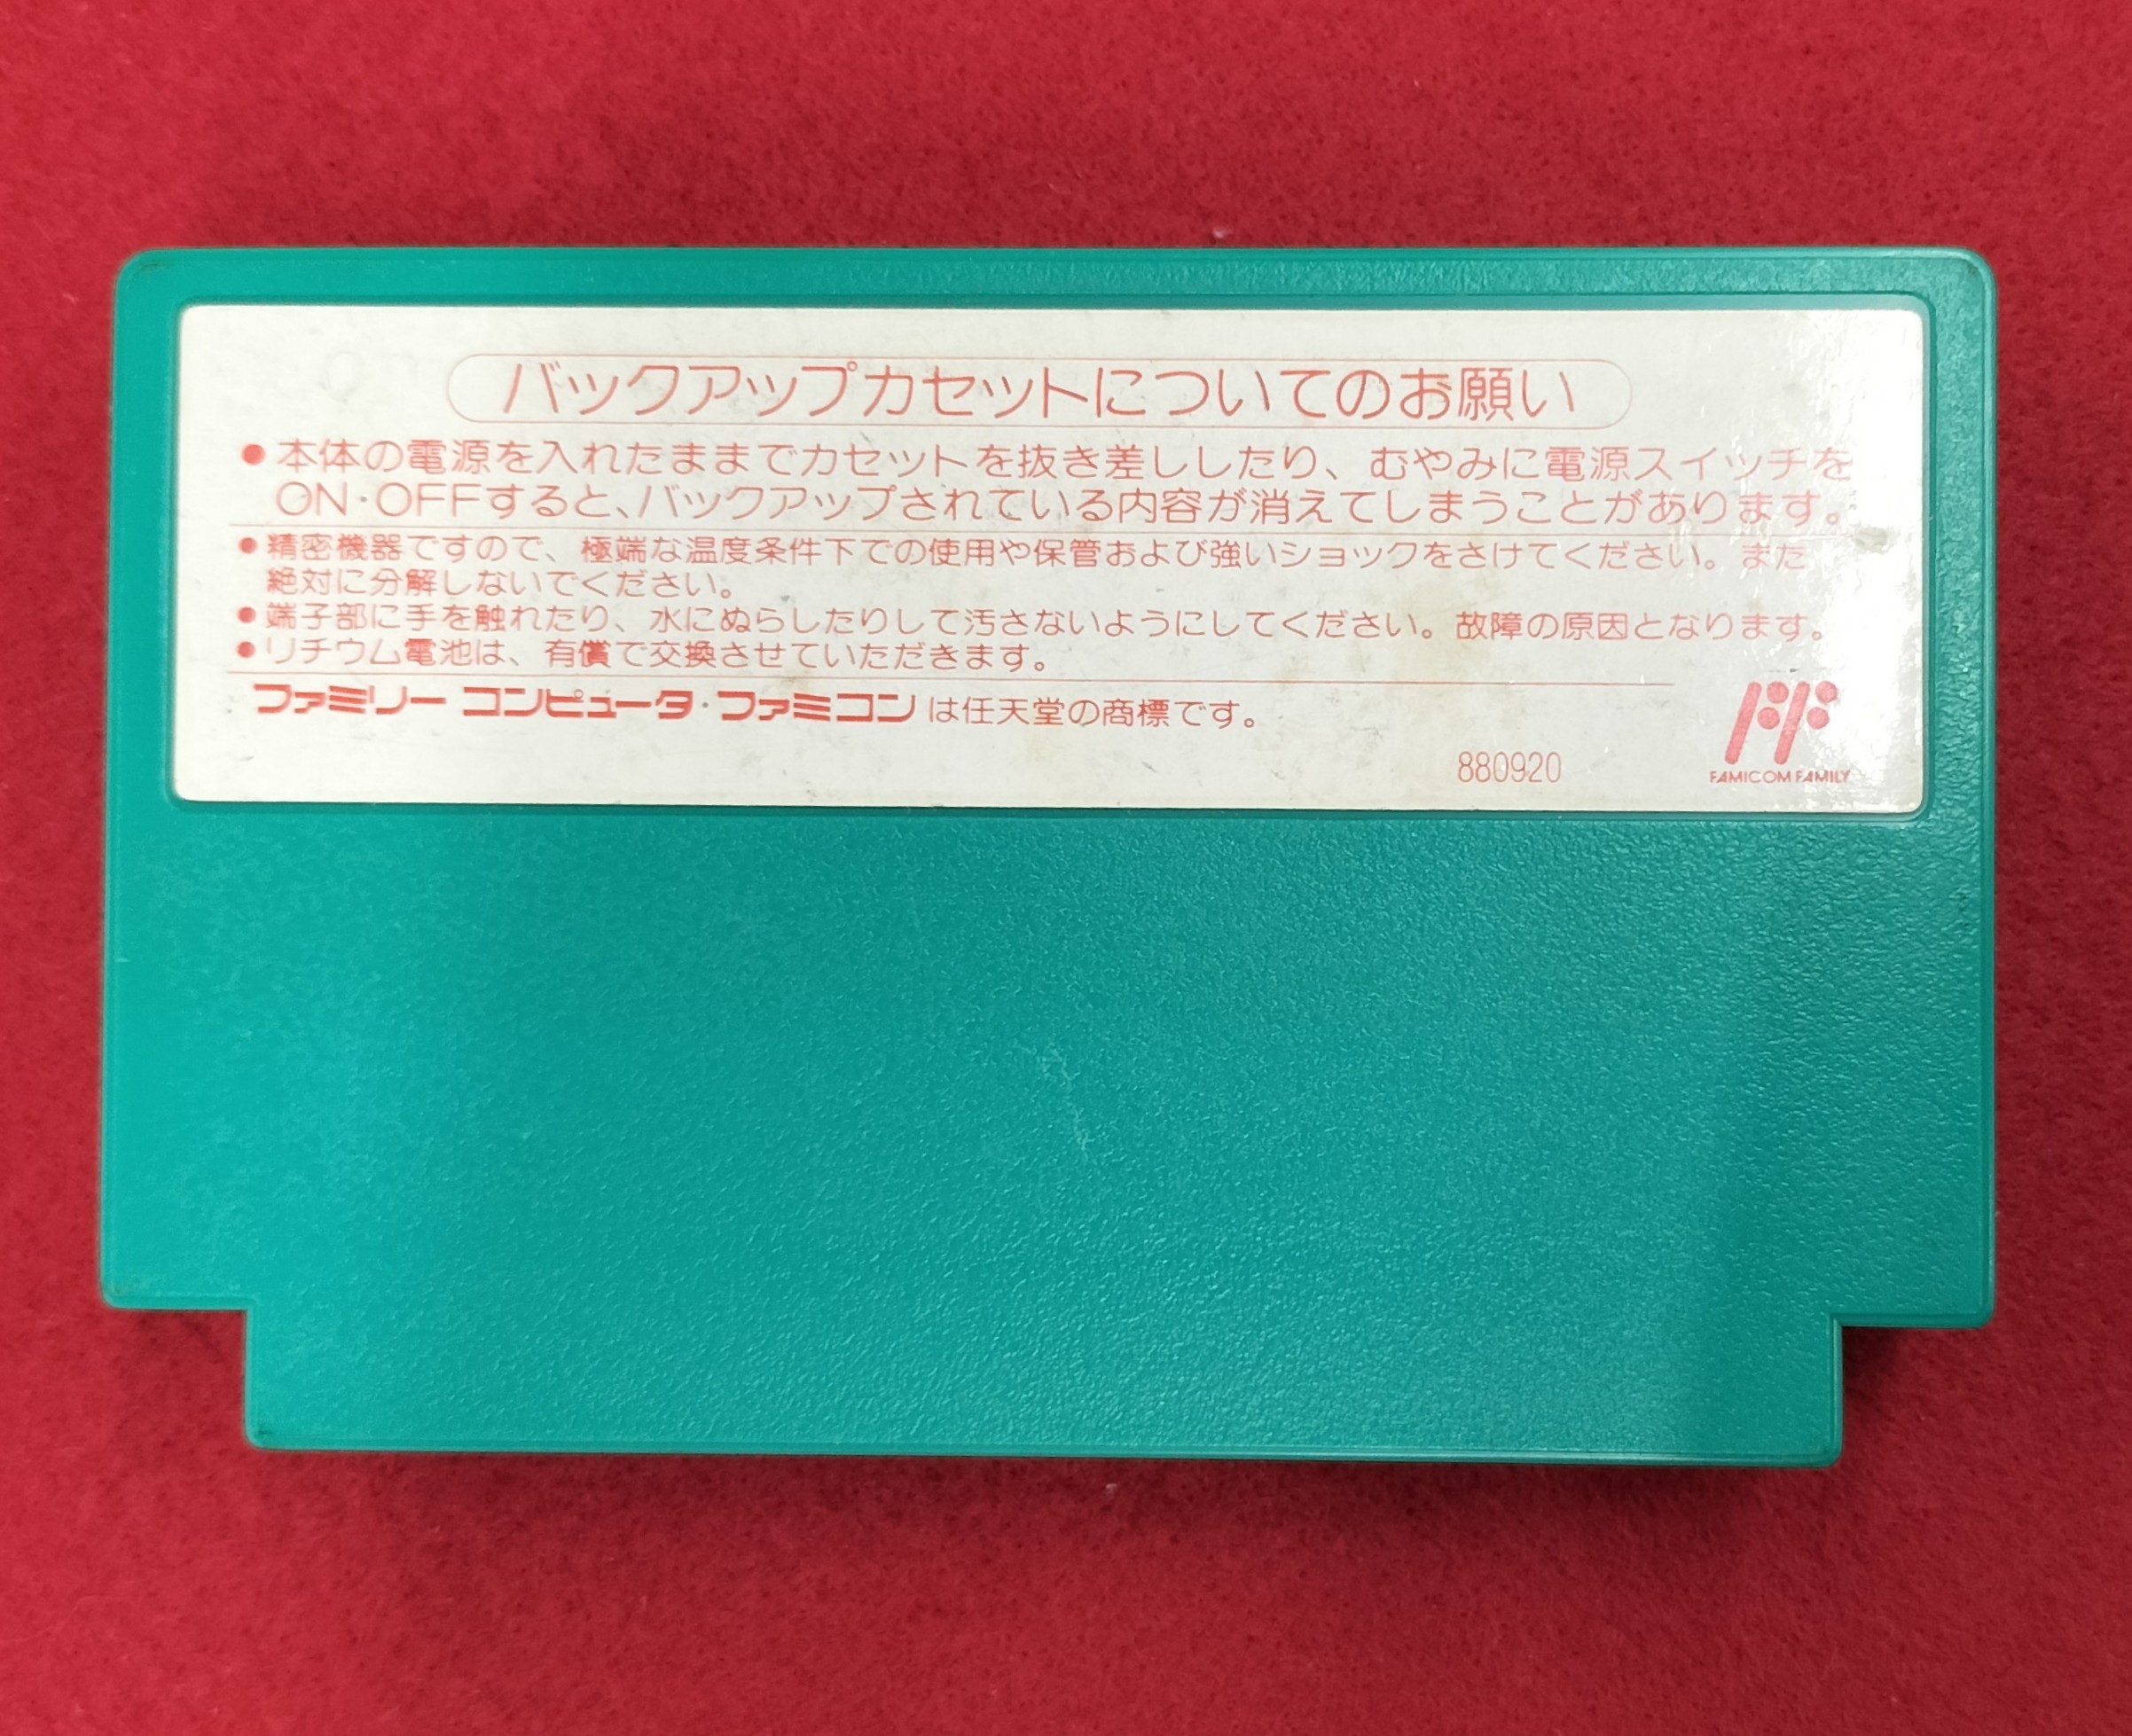 バックアップカセットについてのお願い
●本体の電源を入れたままでカセットを抜き差ししたり、むやみに電源スイッチを
ON・OFFすると、バックアップされている内容が消えてしまうことがあります。
●精密機器ですので、極端な温度条件下での使用や保管および強いショックをさけてください。また
絶対に分解しないでください。
●端子部に手を触れたり、水にぬらしたりして汚さないようにしてください。故障の原因となります。
●リチウム電池は、有償で交換させていただきます。
ファミリー コンピュータ・ファミコンは任天堂の商標です。
880920
FAMICOM FAMILY